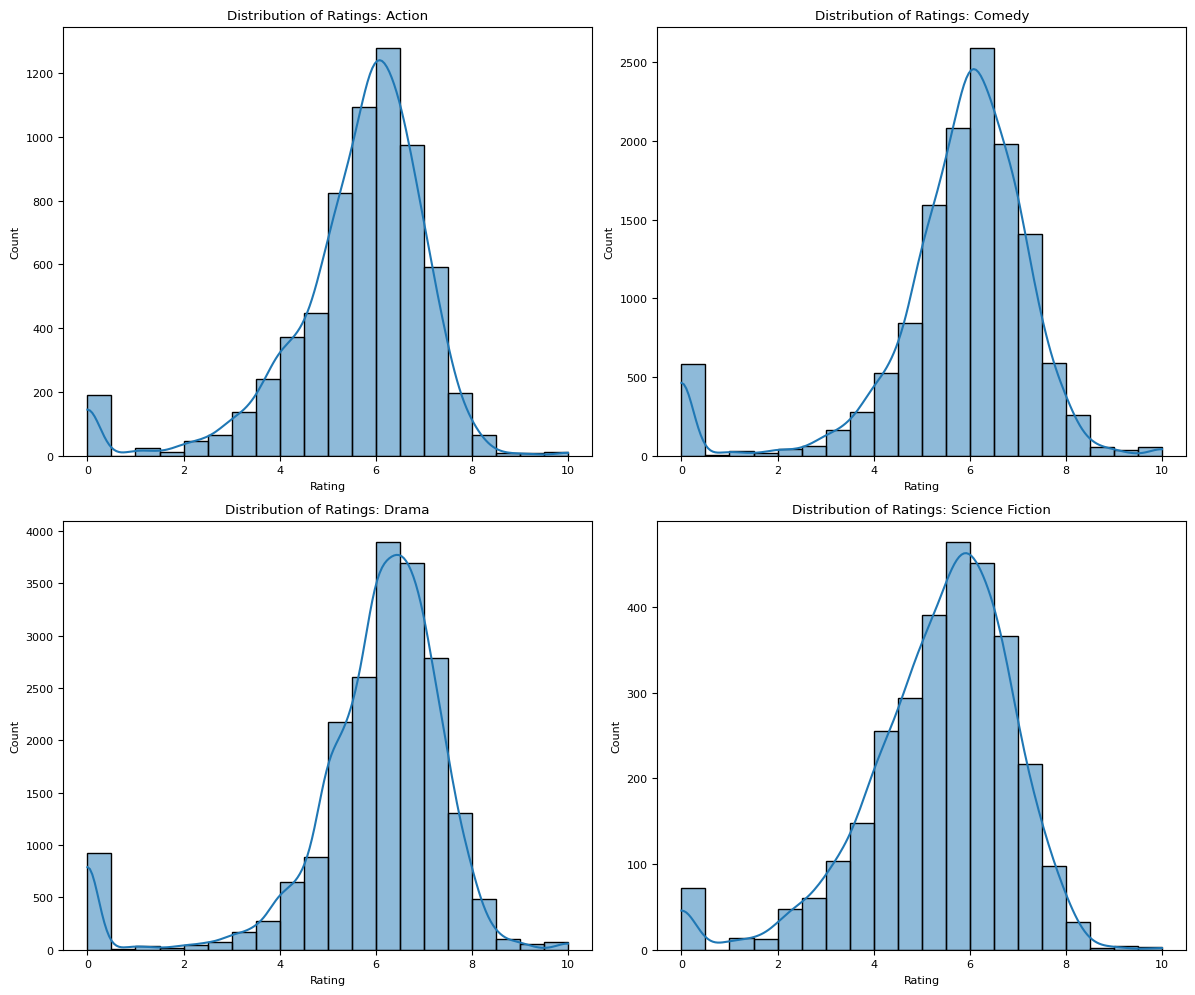 Distribution of Ratings: Action
1200
1000
800
600
400
200
0
Count
0 2 4 6 8 10
Rating
Distribution of Ratings: Comedy
2500
2000
1500
1000
500
0
Count
0 2 4 6 8 10
Rating
Distribution of Ratings: Drama
4000
3500
3000
2500
2000
1500
1000
500
0
Count
0 2 4 6 8 10
Rating
Distribution of Ratings: Science Fiction
400
300
200
100
0
Count
0 2 4 6 8 10
Rating